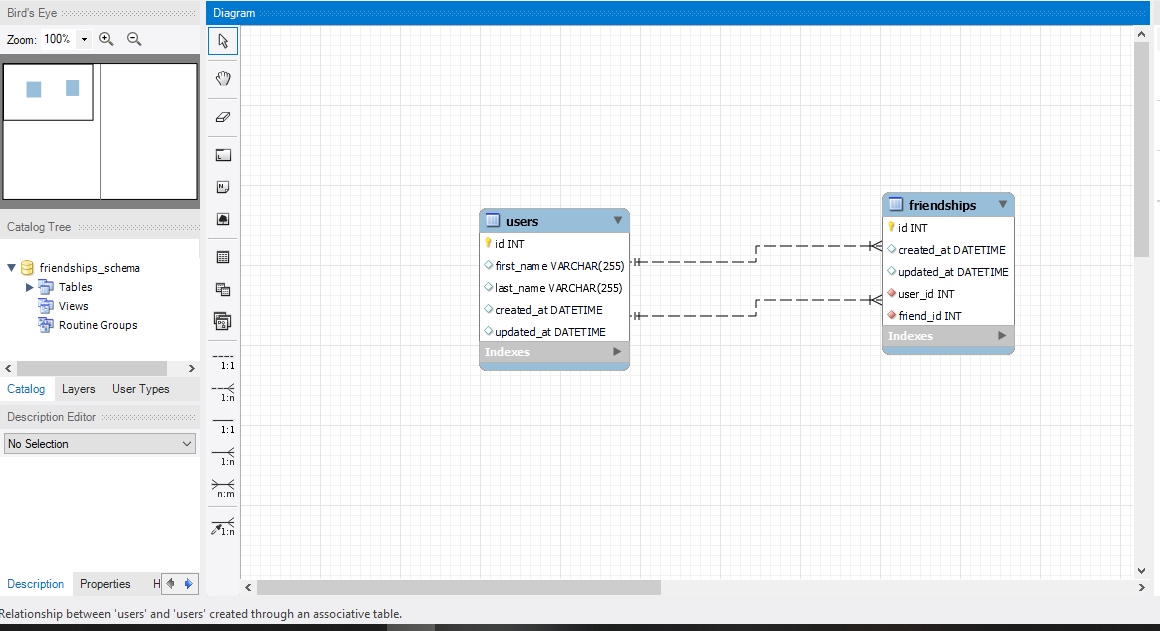 Bird's Eye
Zoom: 100%
Catalog Tree
friendships_schema
Tables
Views
Routine Groups
Catalog Layers User Types
Description Editor
No Selection
Description Properties H
Diagram
1:1
1:n
1:1
1:n
n:m
1:n
users
id INT
first_name VARCHAR(255)
last_name VARCHAR(255)
created_at DATETIME
updated_at DATETIME
Indexes
friendships
id INT
created_at DATETIME
updated_at DATETIME
user_id INT
friend_id INT
Indexes
Relationship between 'users' and 'users' created through an associative table.